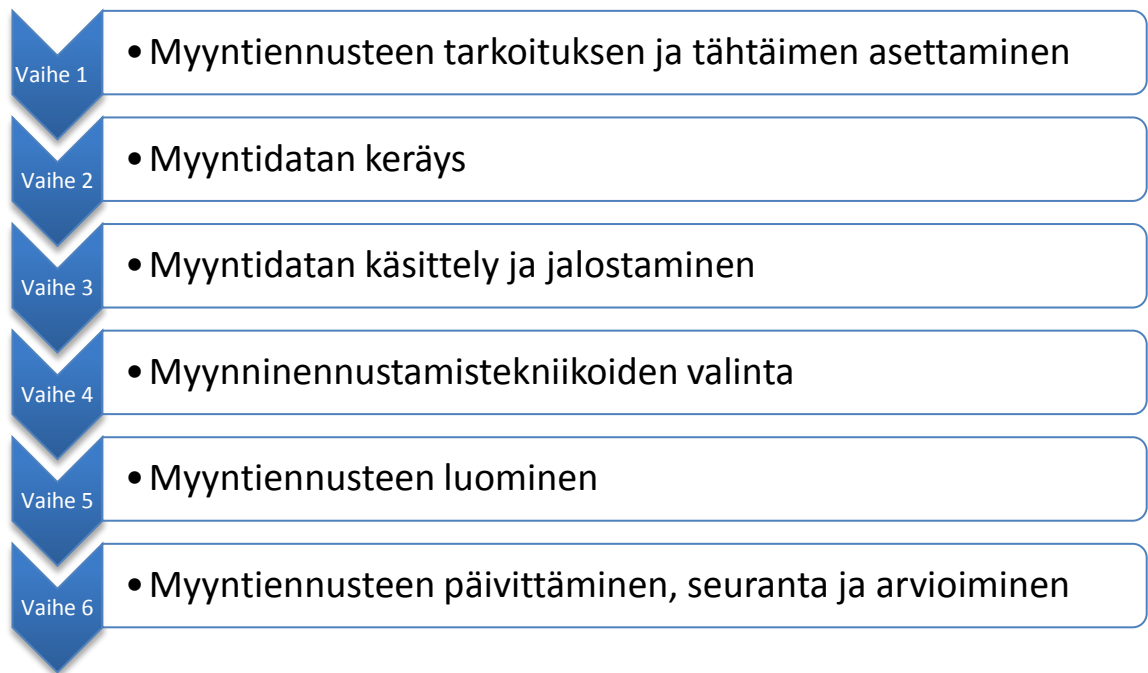 Vaihe 1
• Myyntiennusteen tarkoituksen ja tähtäimen asettaminen
Vaihe 2
• Myyntidatan keräys
Vaihe 3
• Myyntidatan käsittely ja jalostaminen
Vaihe 4
• Myynninennustamistekniikoiden valinta
Vaihe 5
• Myyntiennusteen luominen
Vaihe 6
• Myyntiennusteen päivittäminen, seuranta ja arvioiminen